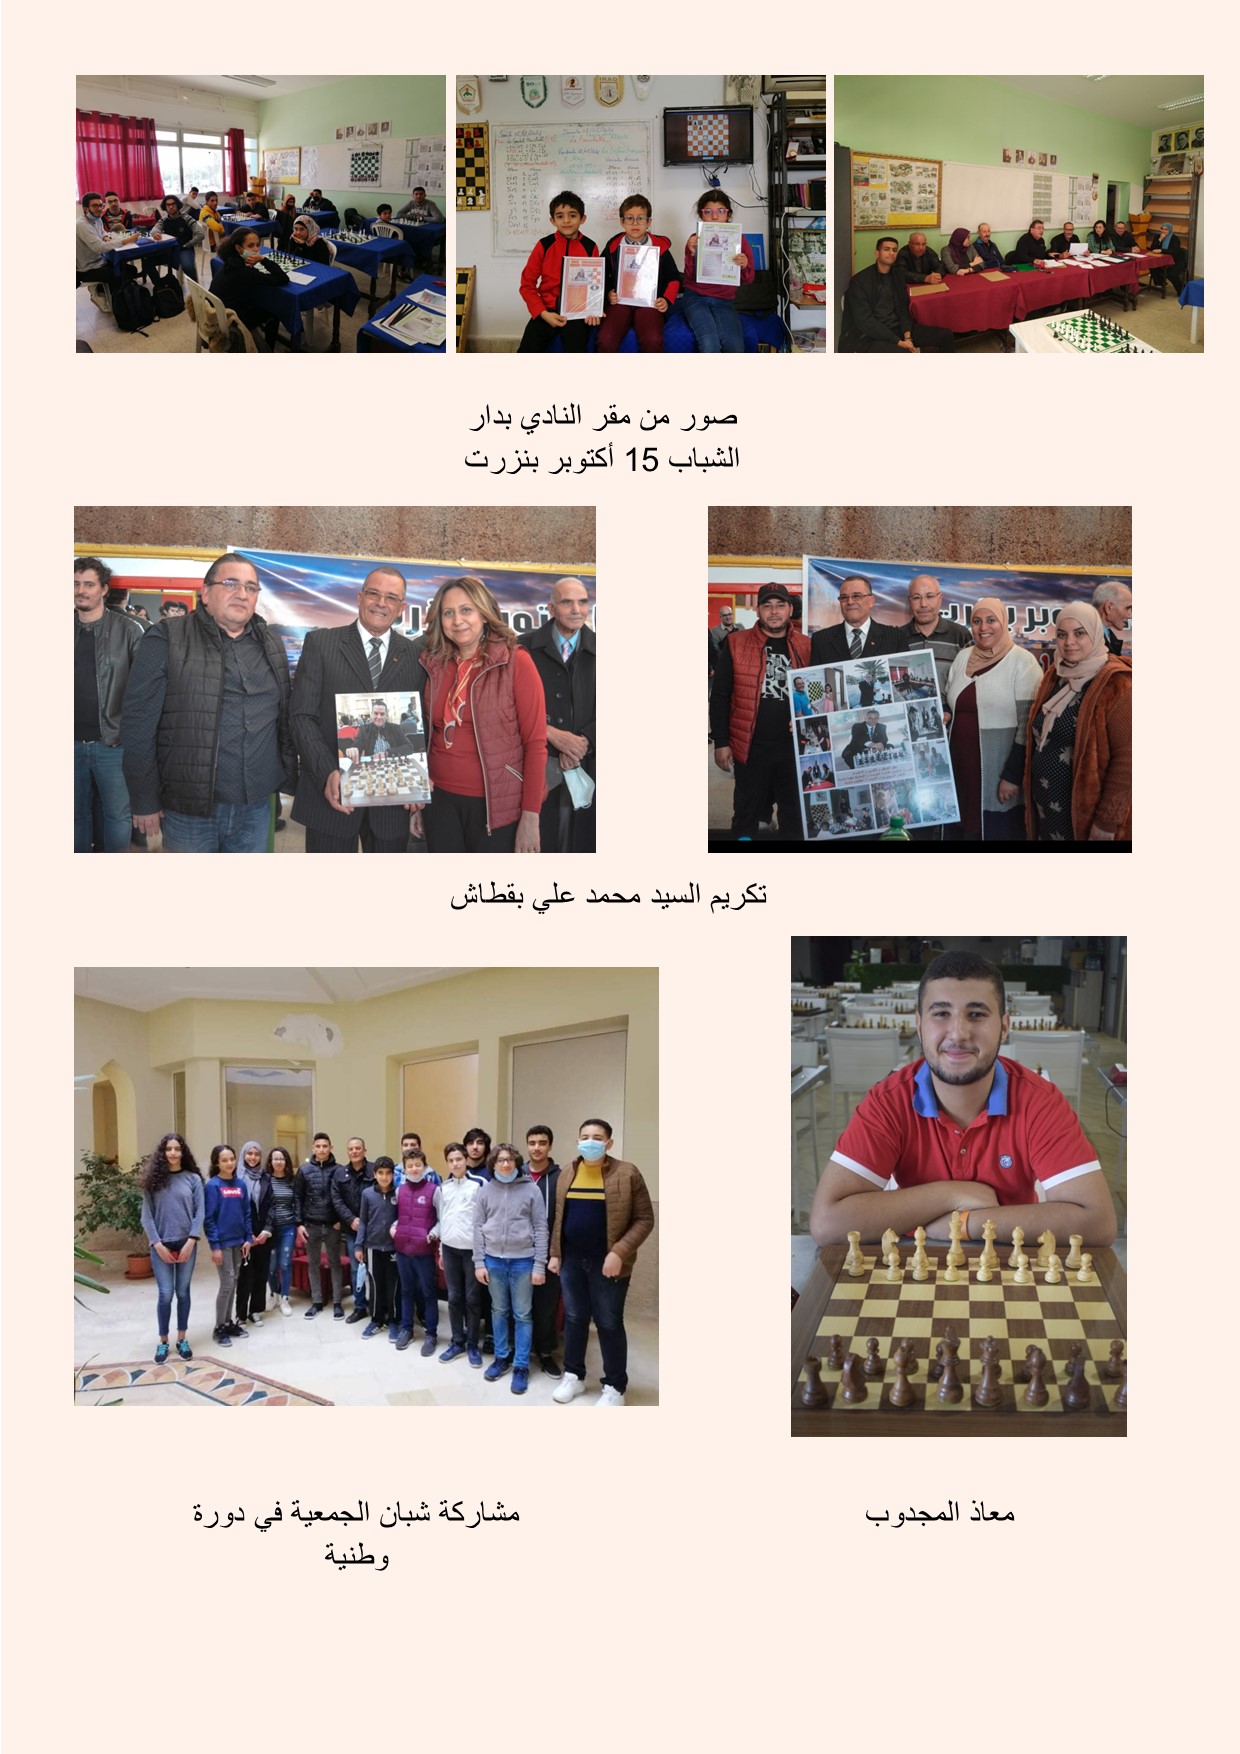 صور من مقر النادي بدار
الشباب 15 أكتوبر بنزرت
تكريم السيد محمد علي بقطاش
معاذ المجدوب
مشاركة شبان الجمعية في دورة
وطنية